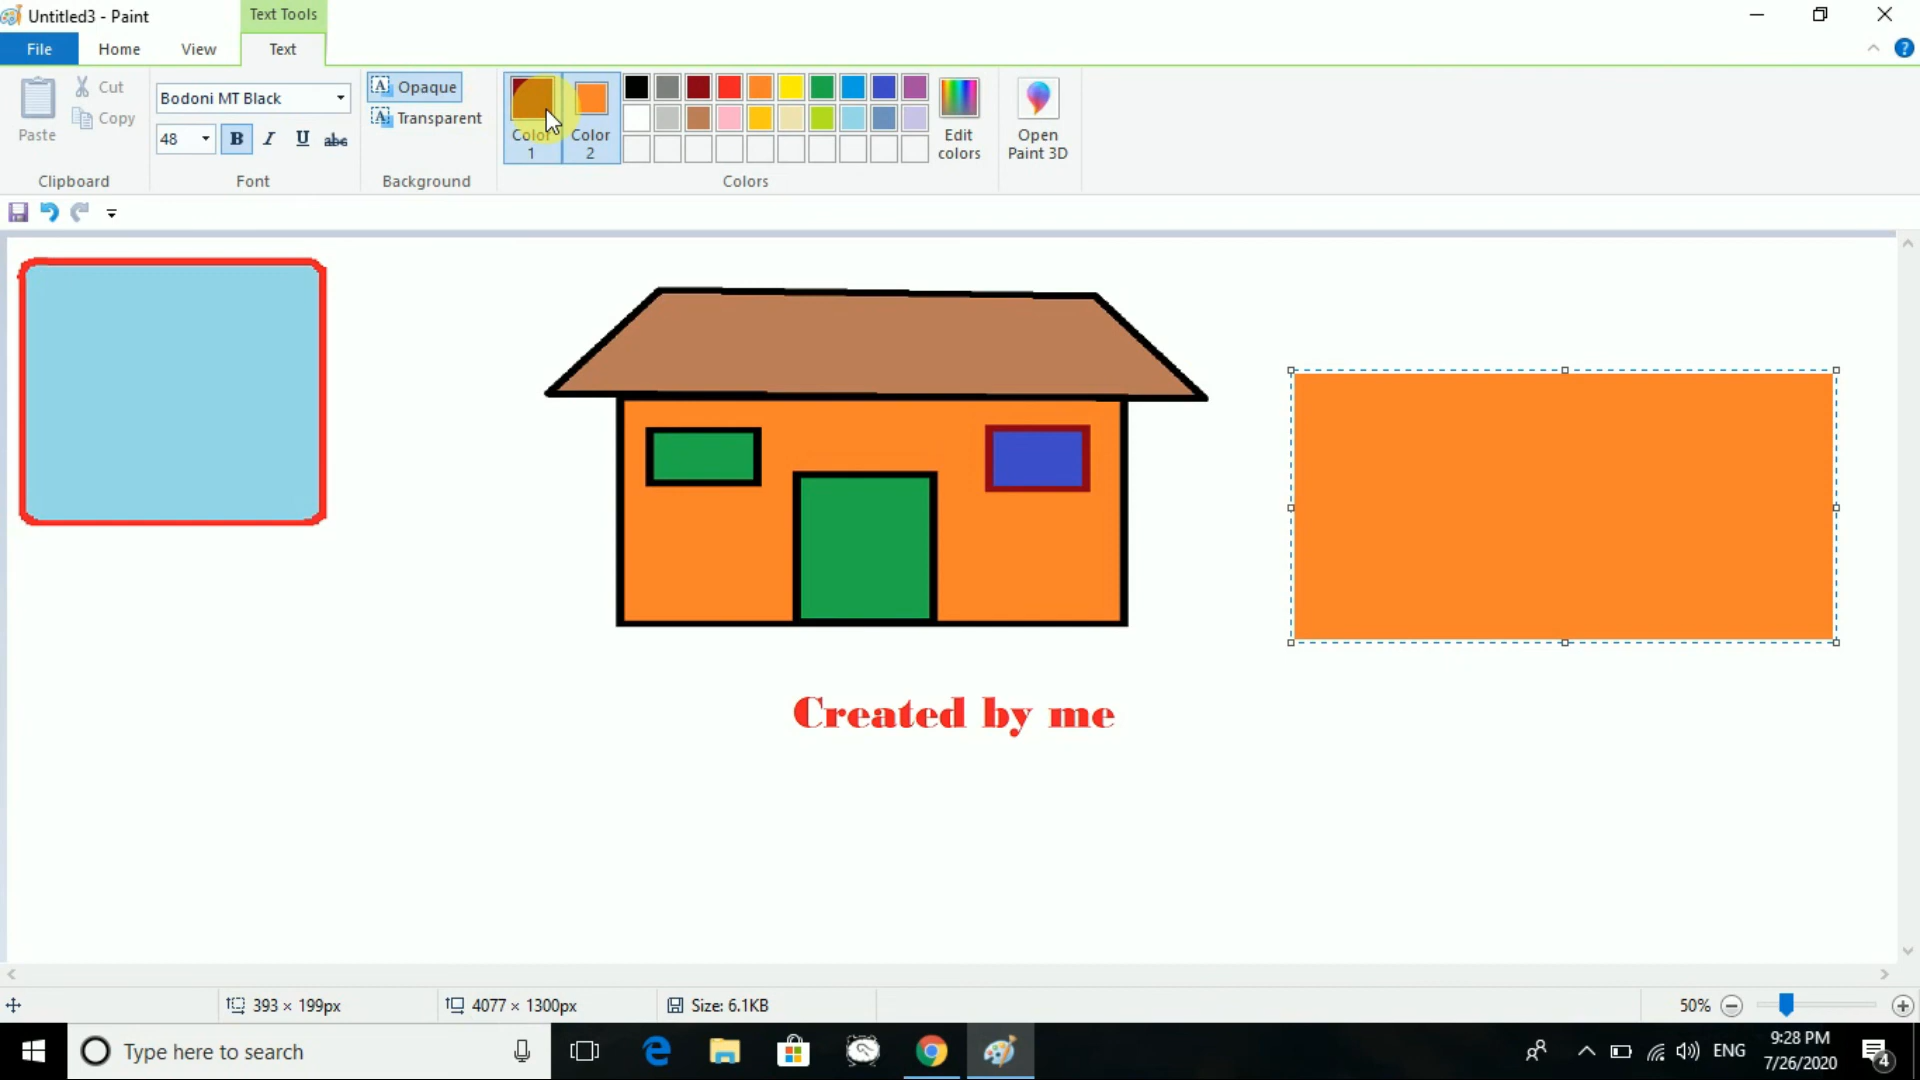 Untitled3 - Paint
Text Tools
File
Home
View
Text
Paste
Cut
Copy
Clipboard
Bodoni MT Black
48
B
I
U
abc
Font
A Opaque
A Transparent
Background
Color 1
Color 2
Edit colors
Colors
Open Paint 3D
Created by me
393 × 199px
4077 × 1300px
Size: 6.1KB
50%
Type here to search
ENG
9:28 PM
7/26/2020
4